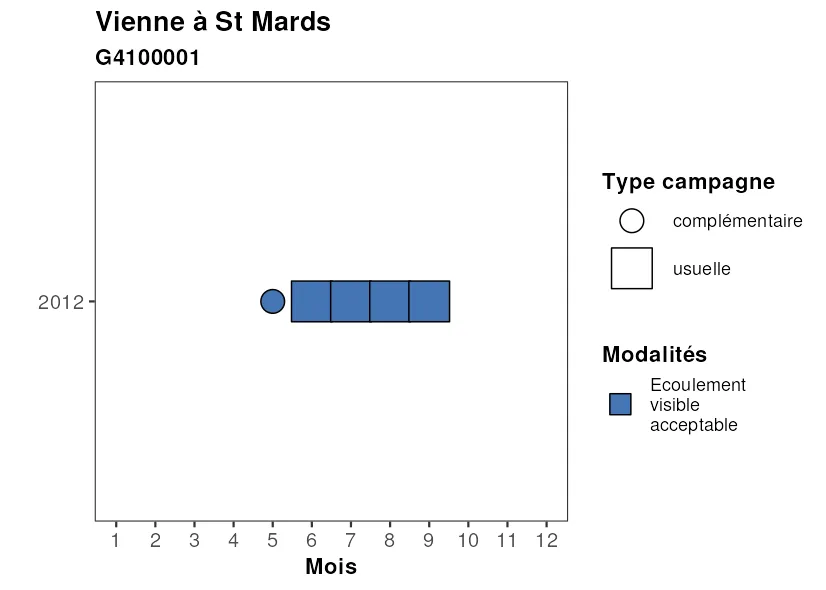 Vienne à St Mards
G4100001
2012
1 2 3 4 5 6 7 8 9 10 11 12
Mois
Type campagne
complémentaire
usuelle
Modalités
Ecoulement
visible
acceptable